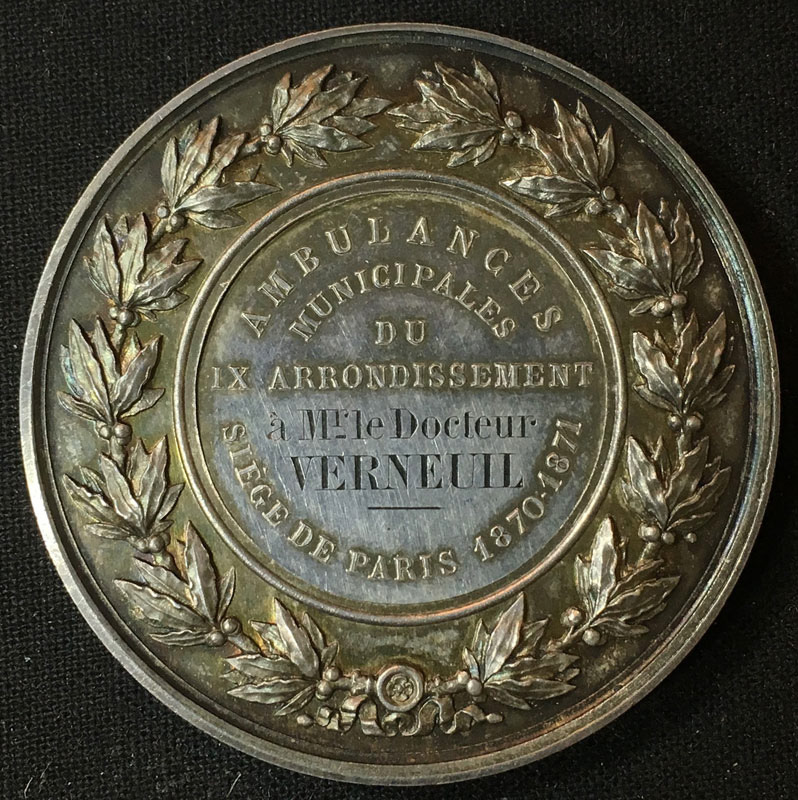 AMBULANCES
MUNICIPALES
DU
IX ARRONDISSEMENT
à Mr. le Docteur
VERNEUIL
SIÈGE DE PARIS 1870-1871